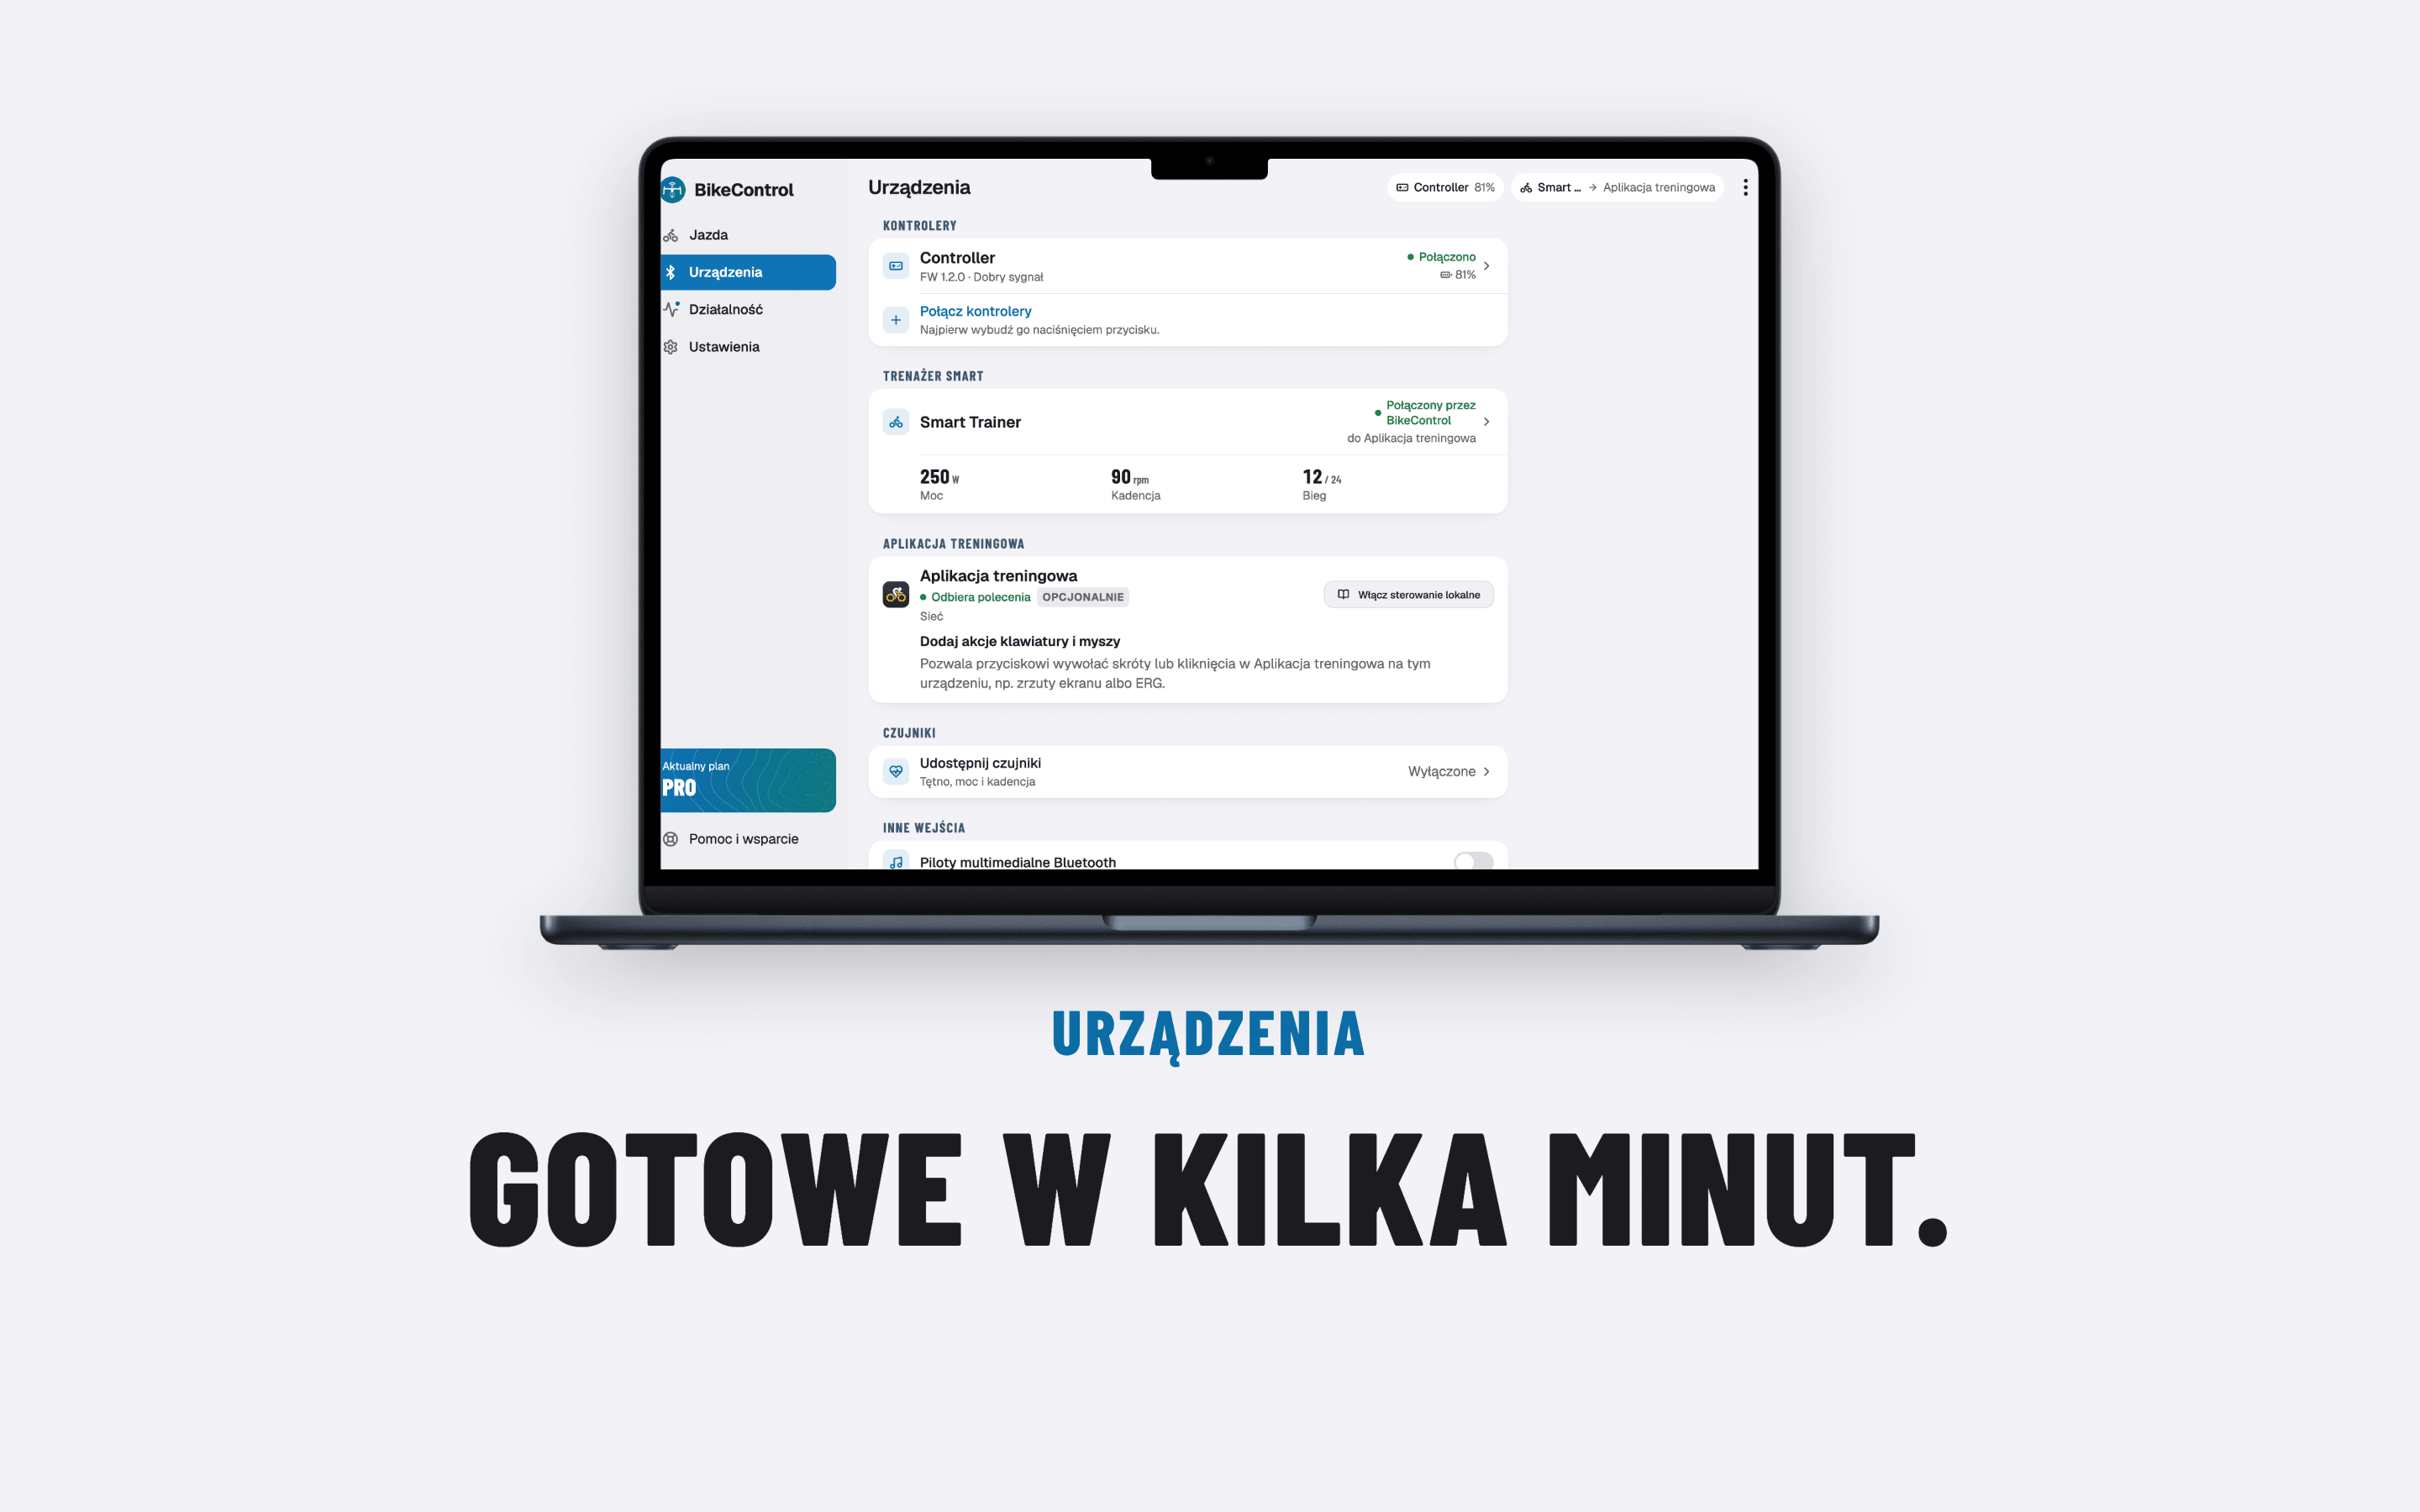 BikeControl
Jazda
Urządzenia
Działalność
Ustawienia
Aktualny plan
PRO
Pomoc i wsparcie
Urządzenia
Controller 81%
Smart ... → Aplikacja treningowa
KONTROLERY
Controller
FW 1.2.0 · Dobry sygnał
Połączono
81%
Połącz kontrolery
Najpierw wybudź go naciśnięciem przycisku.
TRENAŻER SMART
Smart Trainer
Połączony przez
BikeControl
do Aplikacja treningowa
250 W
Moc
90 rpm
Kadencja
12 / 24
Bieg
APLIKACJA TRENINGOWA
Aplikacja treningowa
Odbiera polecenia OPCJONALNIE
Sieć
Włącz sterowanie lokalne
Dodaj akcje klawiatury i myszy
Pozwala przyciskowi wywołać skróty lub kliknięcia w Aplikacja treningowa na tym
urządzeniu, np. zrzuty ekranu albo ERG.
CZUJNIKI
Udostępnij czujniki
Tętno, moc i kadencja
Wyłączone
INNE WEJŚCIA
Piloty multimedialne Bluetooth
URZĄDZENIA
GOTOWE W KILKA MINUT.